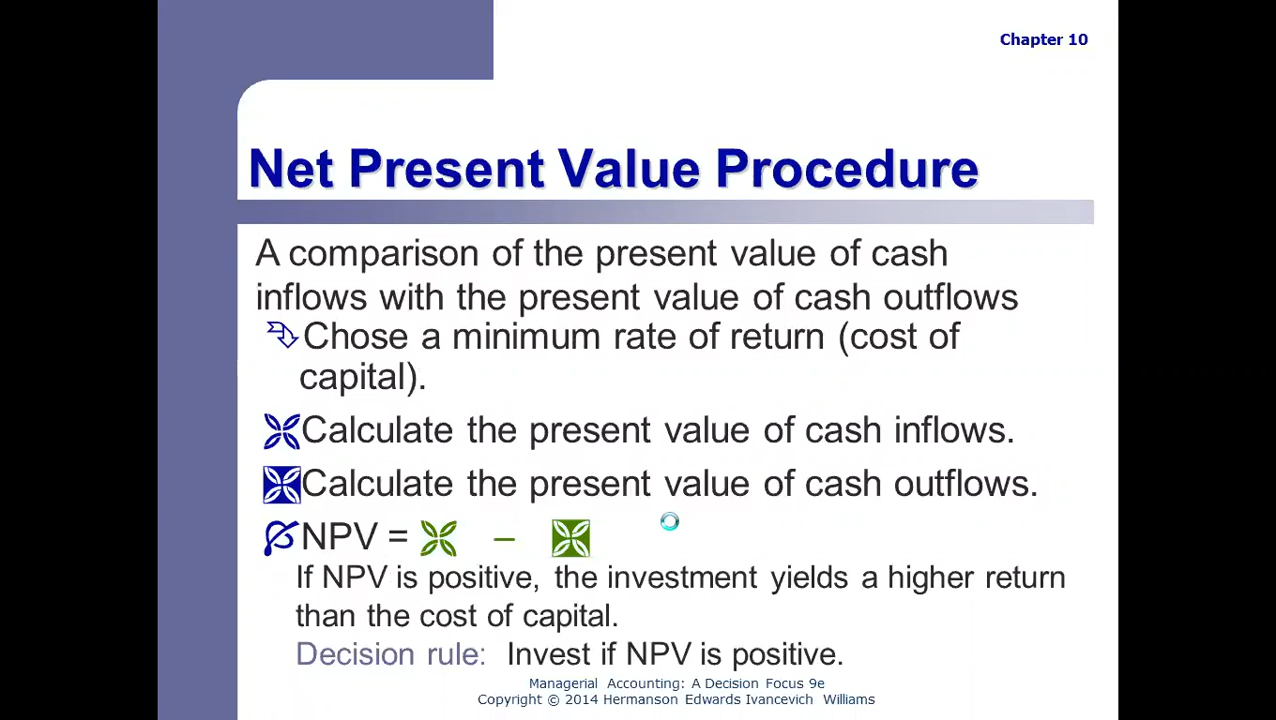 Chapter 10
Net Present Value Procedure
A comparison of the present value of cash
inflows with the present value of cash outflows
Chose a minimum rate of return (cost of
capital).
Calculate the present value of cash inflows.
Calculate the present value of cash outflows.
NPV = –
If NPV is positive, the investment yields a higher return
than the cost of capital.
Decision rule: Invest if NPV is positive.
Managerial Accounting: A Decision Focus 9e
Copyright © 2014 Hermanson Edwards Ivancevich Williams